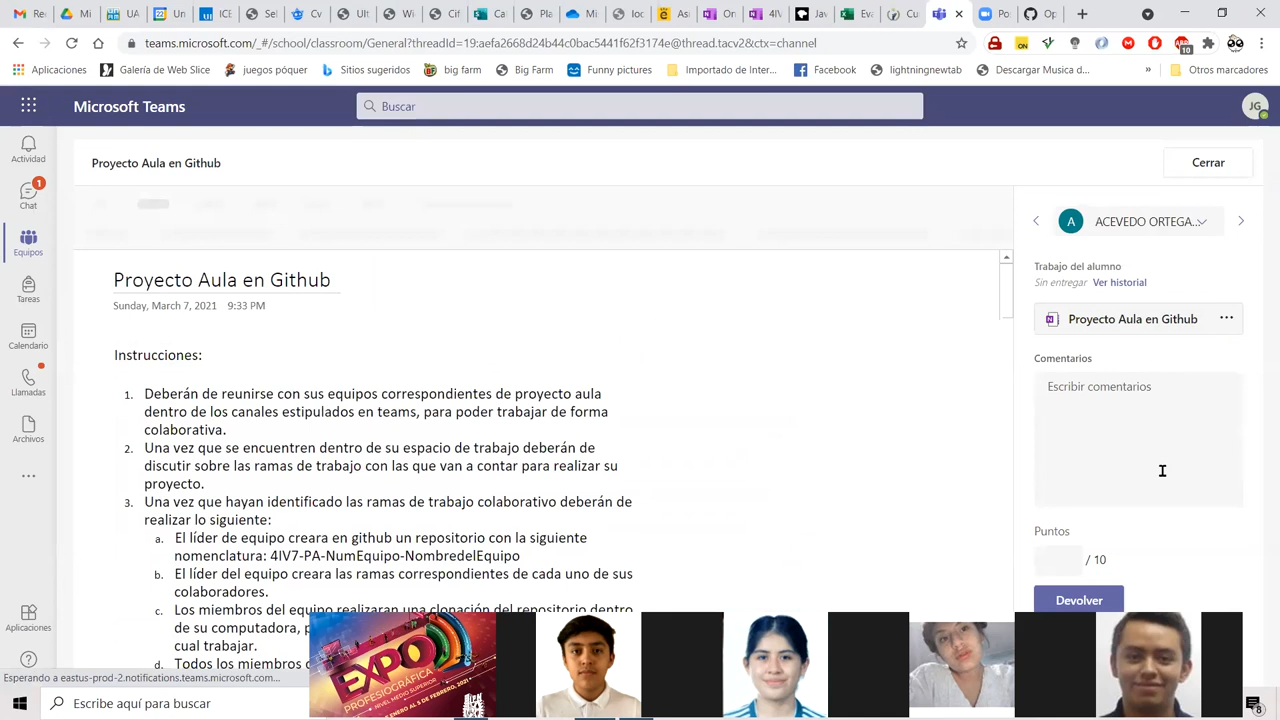 teams.microsoft.com/_#/school/classroom/General?threadId=19:bfa2668d24b44c0bac5441f62f3174e@thread.tacv2&ctx=channel
Aplicaciones
Galería de Web Slice
juegos póquer
Sitios sugeridos
big farm
Big Farm
Funny pictures
Importado de Inter...
Facebook
lightningnewtab
Descargar Musica d...
»
Otros marcadores
Microsoft Teams
Buscar
JG
Actividad
Chat
1
Equipos
Tareas
Calendario
Llamadas
Archivos
Aplicaciones
Proyecto Aula en Github
Cerrar
Proyecto Aula en Github
Sunday, March 7, 2021 9:33 PM
Instrucciones:
1. Deberán de reunirse con sus equipos correspondientes de proyecto aula
dentro de los canales estipulados en teams, para poder trabajar de forma
colaborativa.
2. Una vez que se encuentren dentro de su espacio de trabajo deberán de
discutir sobre las ramas de trabajo con las que van a contar para realizar su
proyecto.
3. Una vez que hayan identificado las ramas de trabajo colaborativo deberán de
realizar lo siguiente:
a. El líder de equipo creara en github un repositorio con la siguiente
nomenclatura: 4IV7-PA-NumEquipo-NombredelEquipo
b. El líder del equipo creara las ramas correspondientes de cada uno de sus
colaboradores.
c. Los miembros del equipo realizaran una clonación del repositorio dentro
de su computadora, p
cual trabajar.
d. Todos los miembros
A
ACEVEDO ORTEGA...
Trabajo del alumno
Sin entregar Ver historial
Proyecto Aula en Github
Comentarios
Escribir comentarios
Puntos
/ 10
Devolver
Esperando a eastus-prod-2.notifications.teams.microsoft.com...
Escribe aquí para buscar
EXPO
PROFESIOGRÁFICA
NIVEL MEDIO SUPERIOR
8